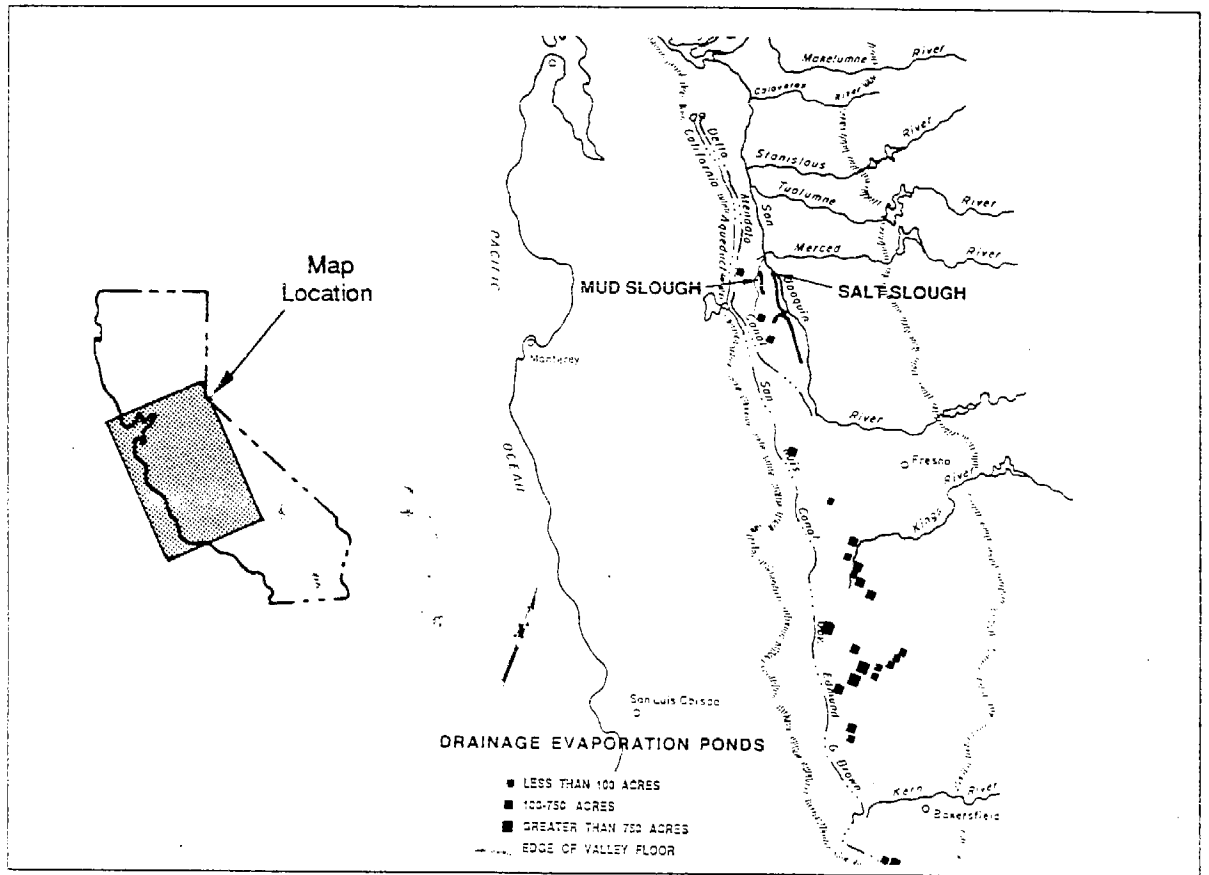 Makelumne River
Calaveras River
Stanislaus River
Tuolumne River
Merced River
Delta Mendota Canal
California Aqueduct
San Joaquin River
PACIFIC OCEAN
Map
Location
MUD SLOUGH
SALT SLOUGH
Monterey
San Luis Canal
Fresno
Kings River
Edmund G. Brown
San Luis Obispo
DRAINAGE EVAPORATION PONDS
LESS THAN 100 ACRES
100-750 ACRES
GREATER THAN 750 ACRES
EDGE OF VALLEY FLOOR
Kern River
Bakersfield